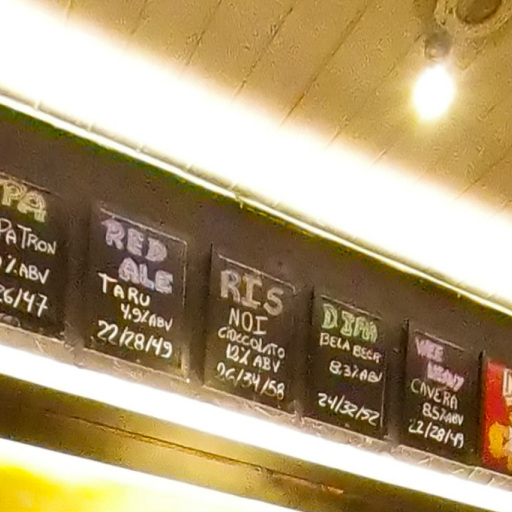 PA
PATRON
%ABV
26/47
RED
ALE
TARU
4.9%ABV
22/28/49
RIS
NOI
CIOCCOLATO
12% ABV
26/34/58
DIPA
BELA BEER
8.3%ABV
24/32/52
WEE
HEAVY
CAVERA
8.5%ABV
22/28/49